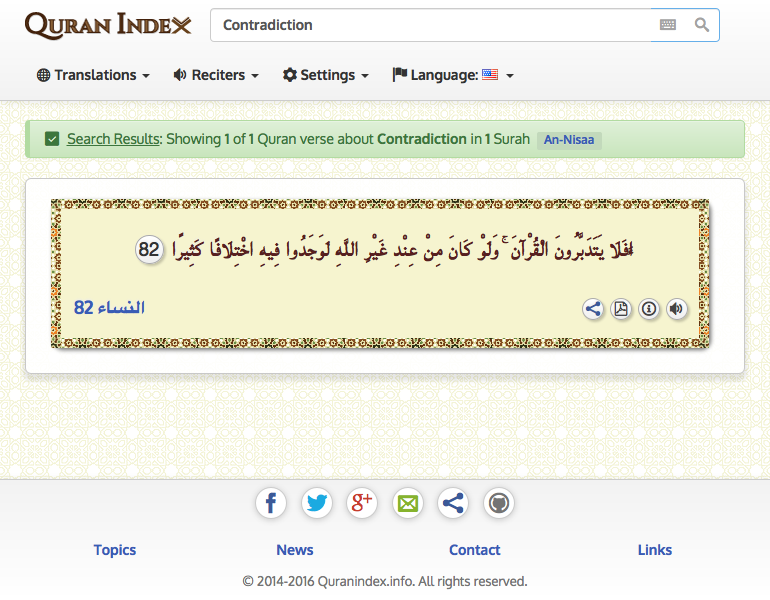 QURAN INDEX
Contradiction
Translations
Reciters
Settings
Language:
Search Results: Showing 1 of 1 Quran verse about Contradiction in 1 Surah An-Nisaa
أَفَلَا يَتَدَبَّرُونَ الْقُرْآنَ ۚ وَلَوْ كَانَ مِنْ عِنْدِ غَيْرِ اللَّهِ لَوَجَدُوا فِيهِ اخْتِلَافًا كَثِيرًا 82
النساء 82
Topics
News
Contact
Links
© 2014-2016 Quranindex.info. All rights reserved.